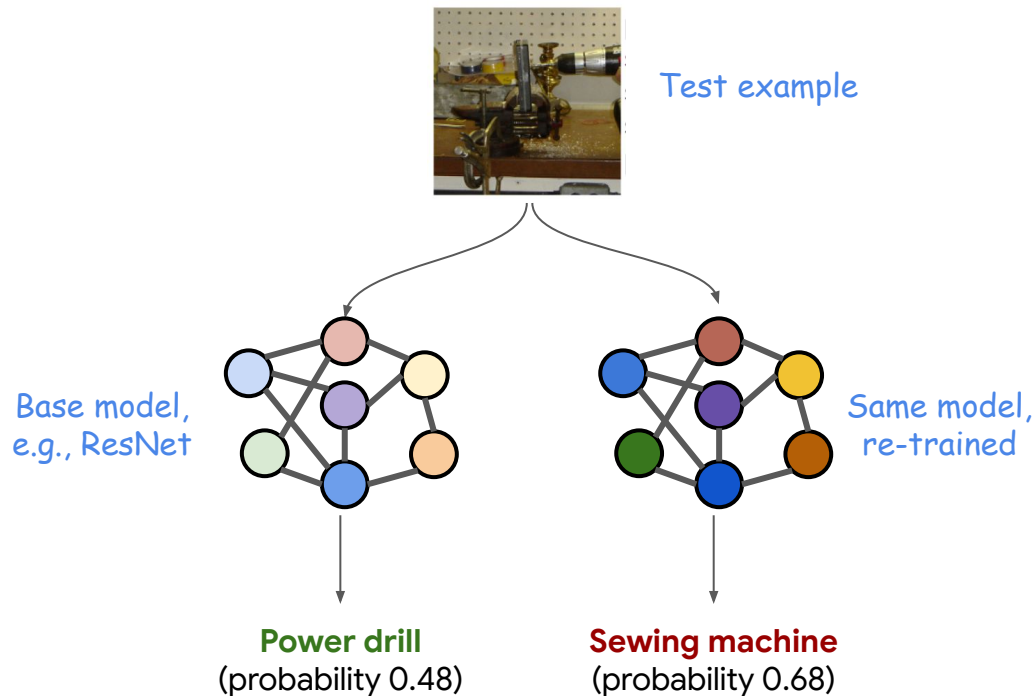 Test example
Base model,
e.g., ResNet
Same model,
re-trained
Power drill
(probability 0.48)
Sewing machine
(probability 0.68)